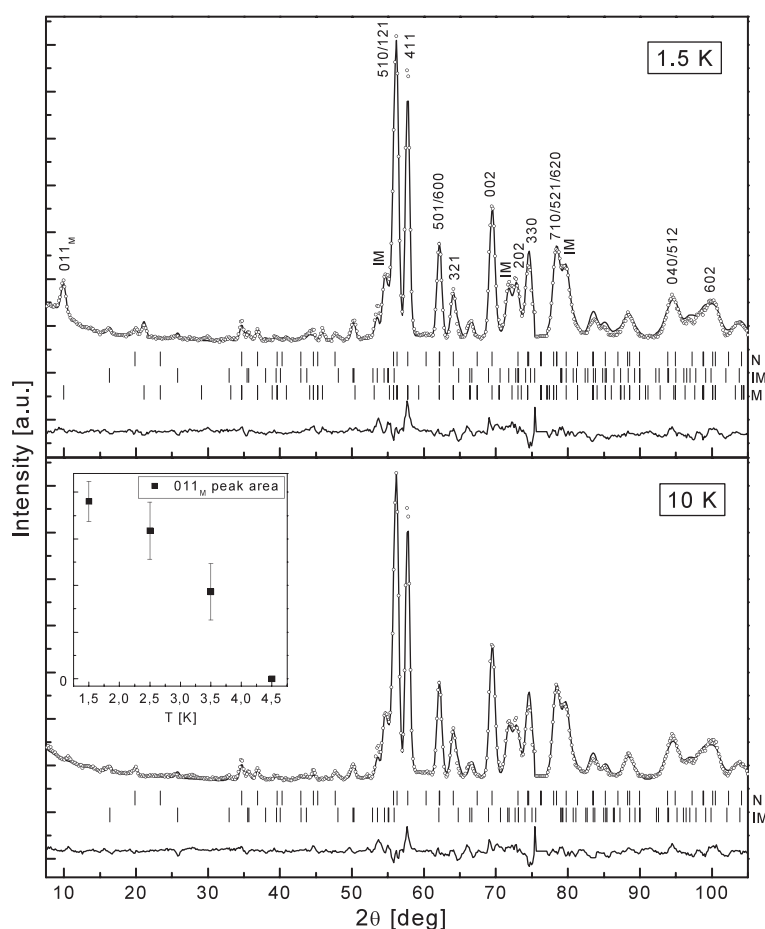 1.5 K
510/121
411
011M
IM
501/600
321
002
IM
202
330
710/521/620
IM
040/512
602
N
IM
M
Intensity [a.u.]
10 K
011M peak area
0
1,5 2,0 2,5 3,0 3,5 4,0 4,5
T [K]
N
IM
10 20 30 40 50 60 70 80 90 100
2θ [deg]